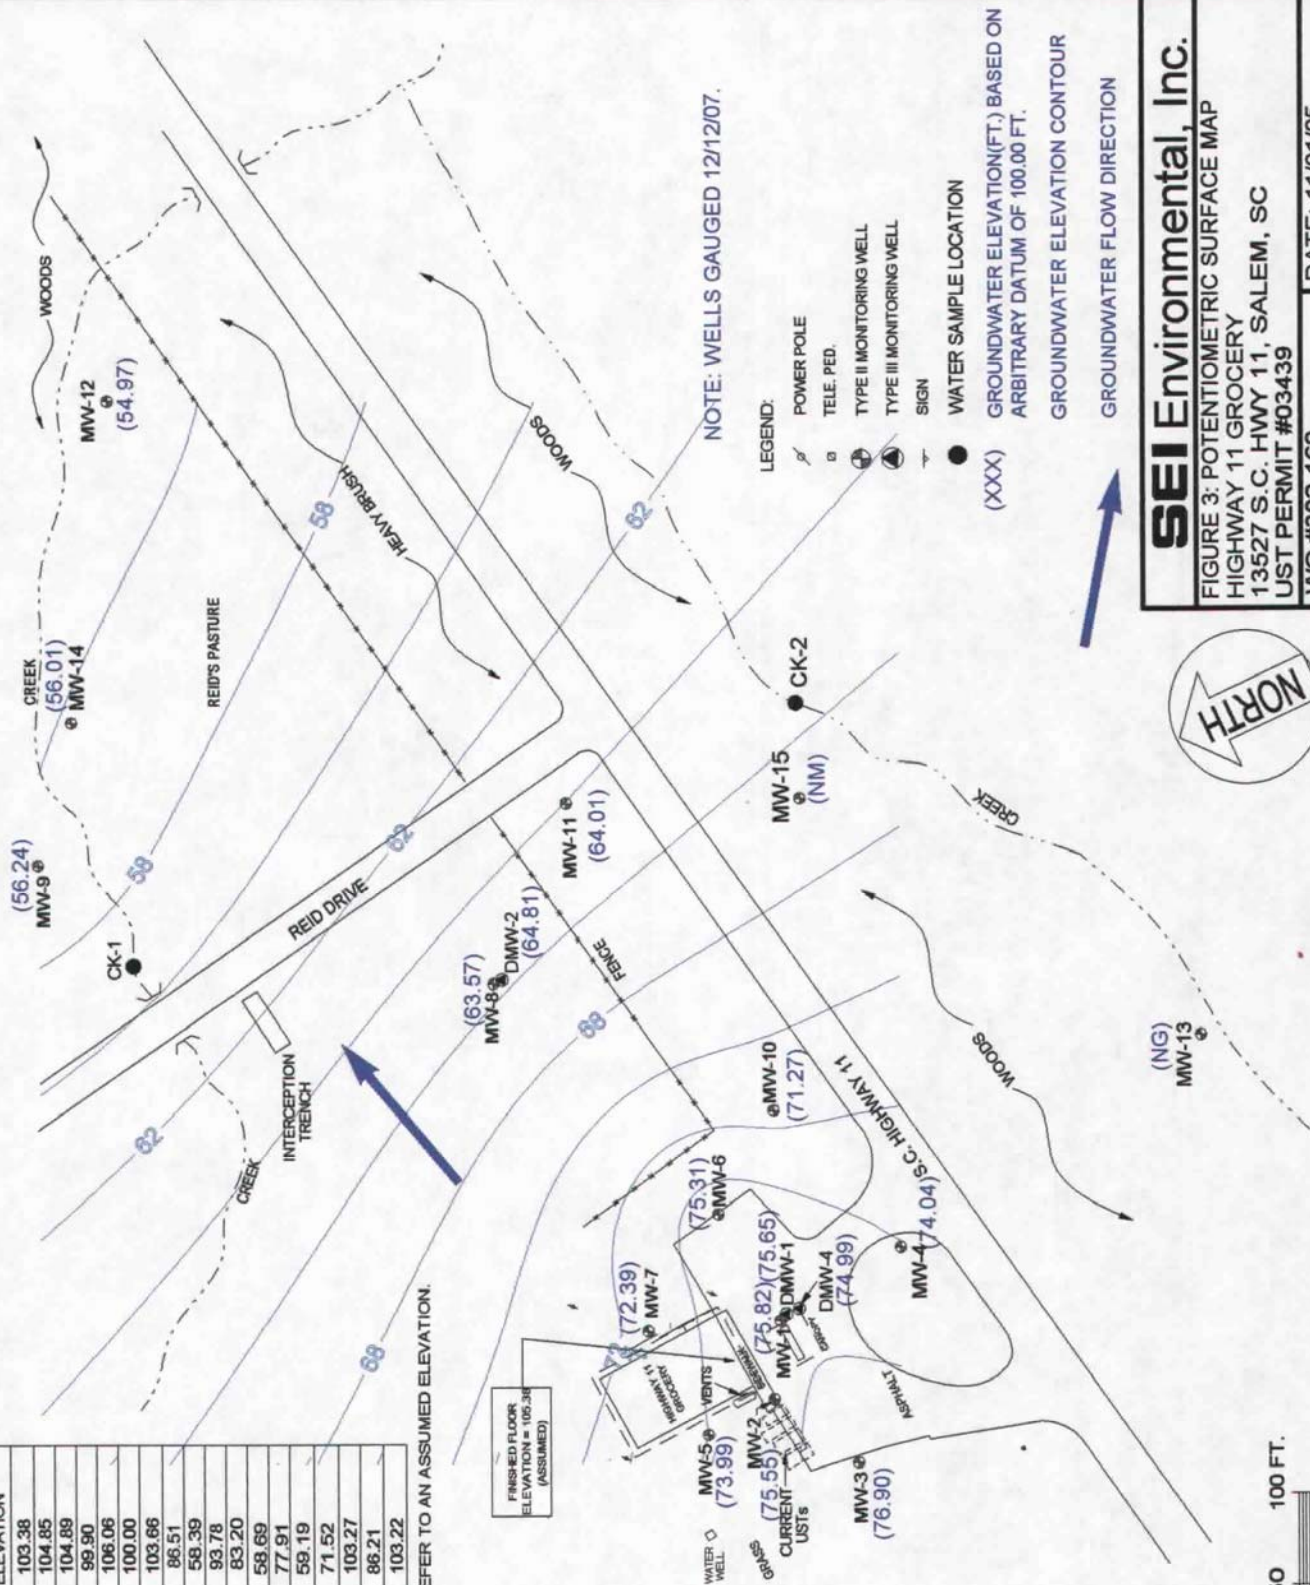 ELEVATION
103.38
104.85
104.89
99.90
106.06
100.00
103.66
86.51
58.39
93.78
83.20
58.69
77.91
59.19
71.52
103.27
86.21
103.22
EFER TO AN ASSUMED ELEVATION.
FINISHED FLOOR
ELEVATION = 105.36
(ASSUMED)
(56.24)
MW-9
CK-1
58
CREEK
(56.01)
MW-14
MW-12
(54.97)
WOODS
REID'S PASTURE
58
HEAVY BRUSH
WOODS
62
REID DRIVE
62
INTERCEPTION
TRENCH
62
CREEK
68
(63.57)
MW-8
DMW-2
(64.81)
MW-11
(64.01)
FENCE
68
MW-10
(71.27)
MW-15
(NM)
CK-2
CREEK
WOODS
(NG)
MW-13
S.C. HIGHWAY 11
(75.31)
MW-6
72
(72.39)
MW-7
HIGHWAY 11
GROCERY
SIDEWALK
VENTS
(75.82)
MW-1
(75.65)
DMW-1
DMW-4
(74.99)
CANOPY
MW-4
(74.04)
ASPHALT
MW-5
(73.99)
MW-2
(75.55)
CURRENT
USTs
MW-3
(76.90)
WATER
WELL
GRASS
NOTE: WELLS GAUGED 12/12/07.
LEGEND:
POWER POLE
TELE. PED.
TYPE II MONITORING WELL
TYPE III MONITORING WELL
SIGN
WATER SAMPLE LOCATION
(XXX) GROUNDWATER ELEVATION(FT.) BASED ON
ARBITRARY DATUM OF 100.00 FT.
GROUNDWATER ELEVATION CONTOUR
GROUNDWATER FLOW DIRECTION
NORTH
100 FT.
SEI Environmental, Inc.
FIGURE 3: POTENTIOMETRIC SURFACE MAP
HIGHWAY 11 GROCERY
13527 S.C. HWY 11, SALEM, SC
UST PERMIT #03439